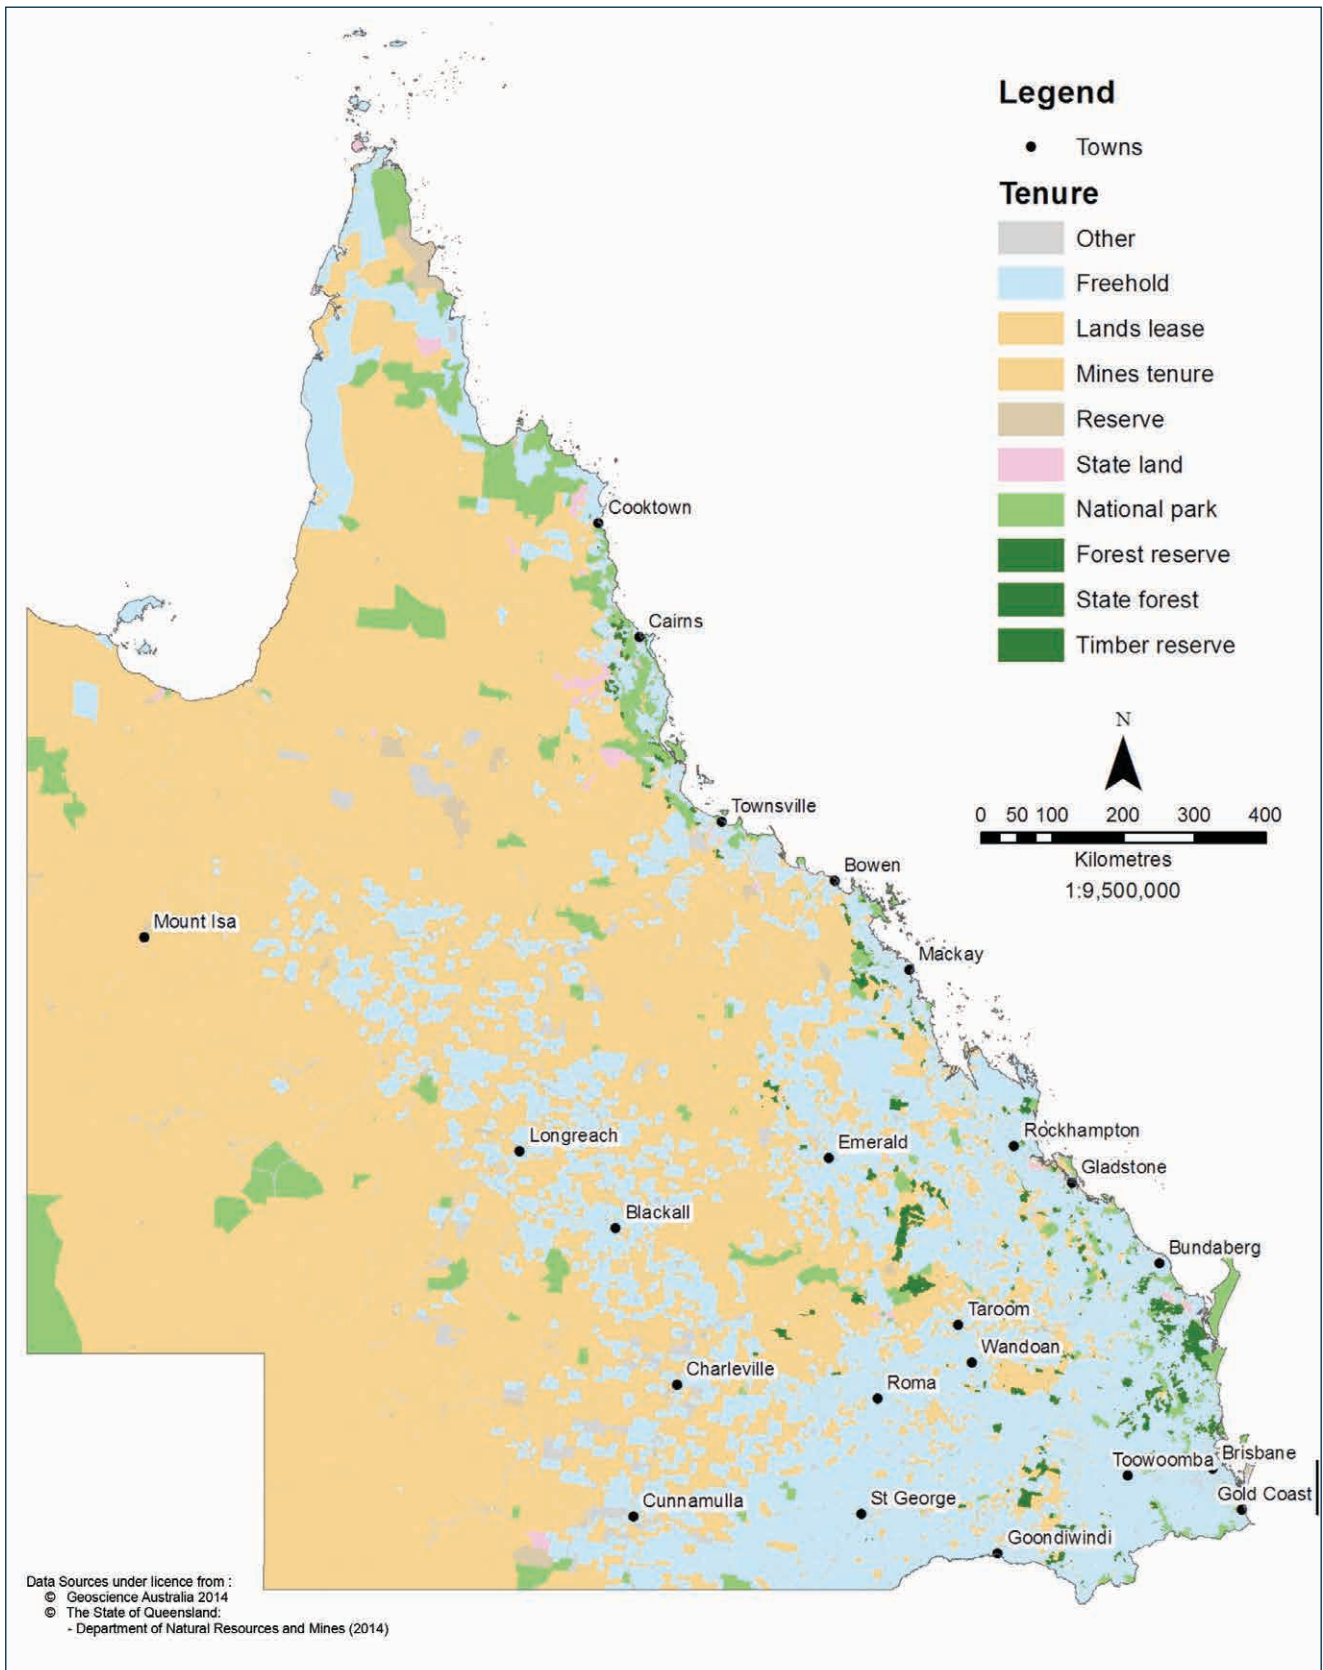 Legend
Towns
Tenure
Other
Freehold
Lands lease
Mines tenure
Reserve
State land
National park
Forest reserve
State forest
Timber reserve
N
0 50 100 200 300 400
Kilometres
1:9,500,000
Cooktown
Cairns
Townsville
Bowen
Mount Isa
Mackay
Longreach
Emerald
Rockhampton
Gladstone
Blackall
Bundaberg
Taroom
Wandoan
Charleville
Roma
Toowoomba
Brisbane
Gold Coast
Cunnamulla
St George
Goondiwindi
Data Sources under licence from :
© Geoscience Australia 2014
© The State of Queensland:
- Department of Natural Resources and Mines (2014)